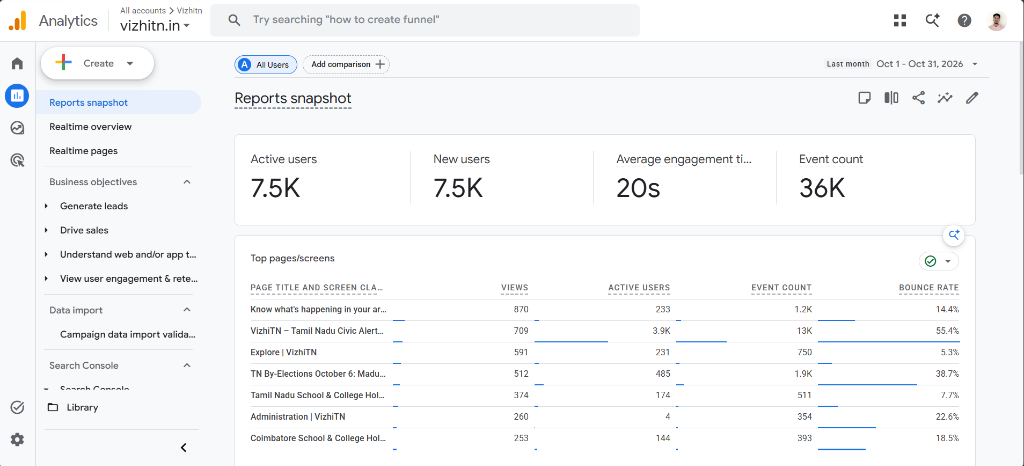 Analytics
All accounts > Vizhitn
vizhitn.in
Try searching "how to create funnel"
Create
Reports snapshot
Realtime overview
Realtime pages
Business objectives
Generate leads
Drive sales
Understand web and/or app t...
View user engagement & rete...
Data import
Campaign data import valida...
Search Console
Search Console
Library
A All Users
Add comparison +
Last month Oct 1 - Oct 31, 2026
Reports snapshot
Active users
7.5K
New users
7.5K
Average engagement ti...
20s
Event count
36K
Top pages/screens
PAGE TITLE AND SCREEN CLA... VIEWS ACTIVE USERS EVENT COUNT BOUNCE RATE
Know what's happening in your ar... 870 233 1.2K 14.4%
VizhiTN – Tamil Nadu Civic Alert... 709 3.9K 13K 55.4%
Explore | VizhiTN 591 231 750 5.3%
TN By-Elections October 6: Madu... 512 485 1.9K 38.7%
Tamil Nadu School & College Hol... 374 174 511 7.7%
Administration | VizhiTN 260 4 354 22.6%
Coimbatore School & College Hol... 253 144 393 18.5%